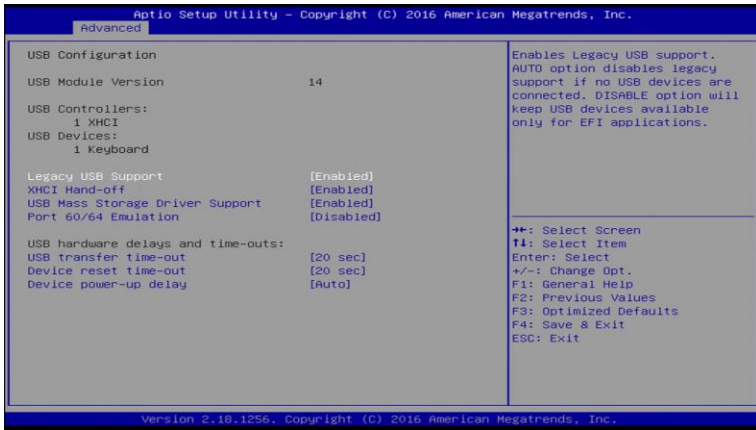 Aptio Setup Utility – Copyright (C) 2016 American Megatrends, Inc.
Advanced
USB Configuration
USB Module Version 14
USB Controllers:
1 XHCI
USB Devices:
1 Keyboard
Legacy USB Support [Enabled]
XHCI Hand-off [Enabled]
USB Mass Storage Driver Support [Enabled]
Port 60/64 Emulation [Disabled]
USB hardware delays and time-outs:
USB transfer time-out [20 sec]
Device reset time-out [20 sec]
Device power-up delay [Auto]
Enables Legacy USB support.
AUTO option disables legacy
support if no USB devices are
connected. DISABLE option will
keep USB devices available
only for EFI applications.
→←: Select Screen
↑↓: Select Item
Enter: Select
+/-: Change Opt.
F1: General Help
F2: Previous Values
F3: Optimized Defaults
F4: Save & Exit
ESC: Exit
Version 2.18.1256. Copyright (C) 2016 American Megatrends, Inc.